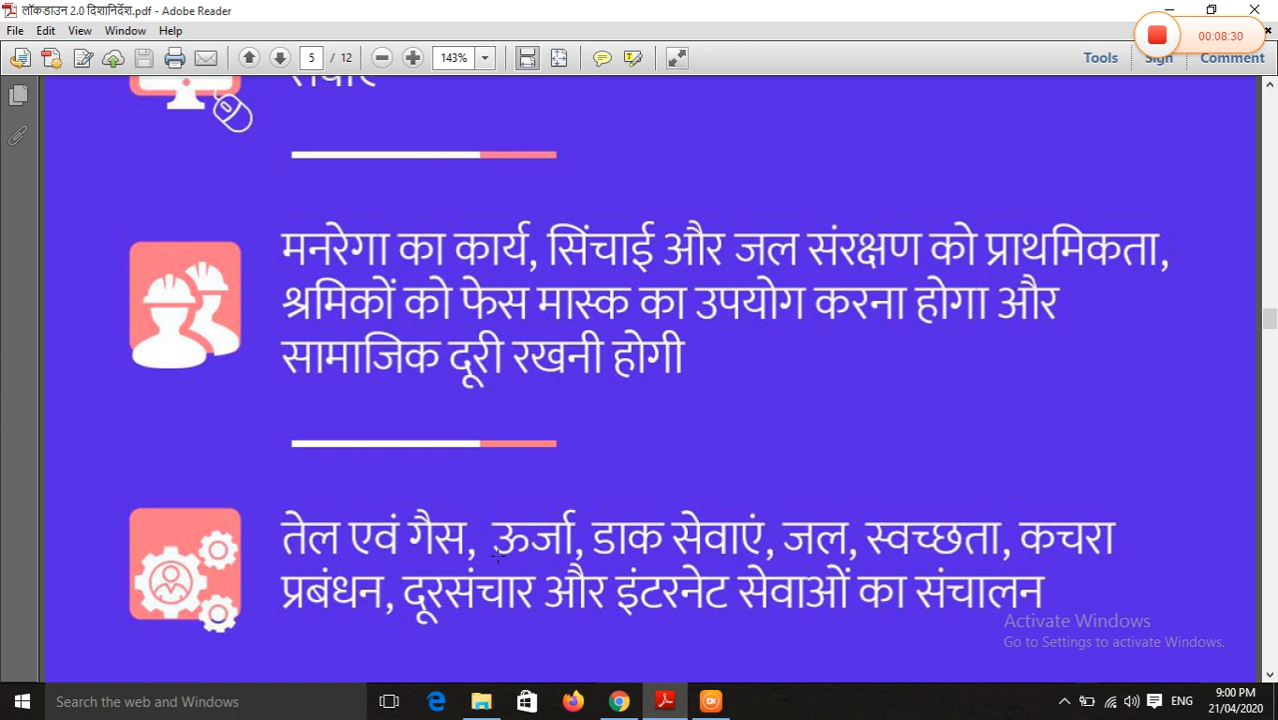 लॉकडाउन 2.0 दिशानिर्देश.pdf - Adobe Reader
00:08:30
File Edit View Window Help
5 / 12 143% Tools Sign Comment
संचार
मनरेगा का कार्य, सिंचाई और जल संरक्षण को प्राथमिकता,
श्रमिकों को फेस मास्क का उपयोग करना होगा और
सामाजिक दूरी रखनी होगी
तेल एवं गैस, ऊर्जा, डाक सेवाएं, जल, स्वच्छता, कचरा
प्रबंधन, दूरसंचार और इंटरनेट सेवाओं का संचालन
Activate Windows
Go to Settings to activate Windows.
Search the web and Windows
ENG
9:00 PM
21/04/2020